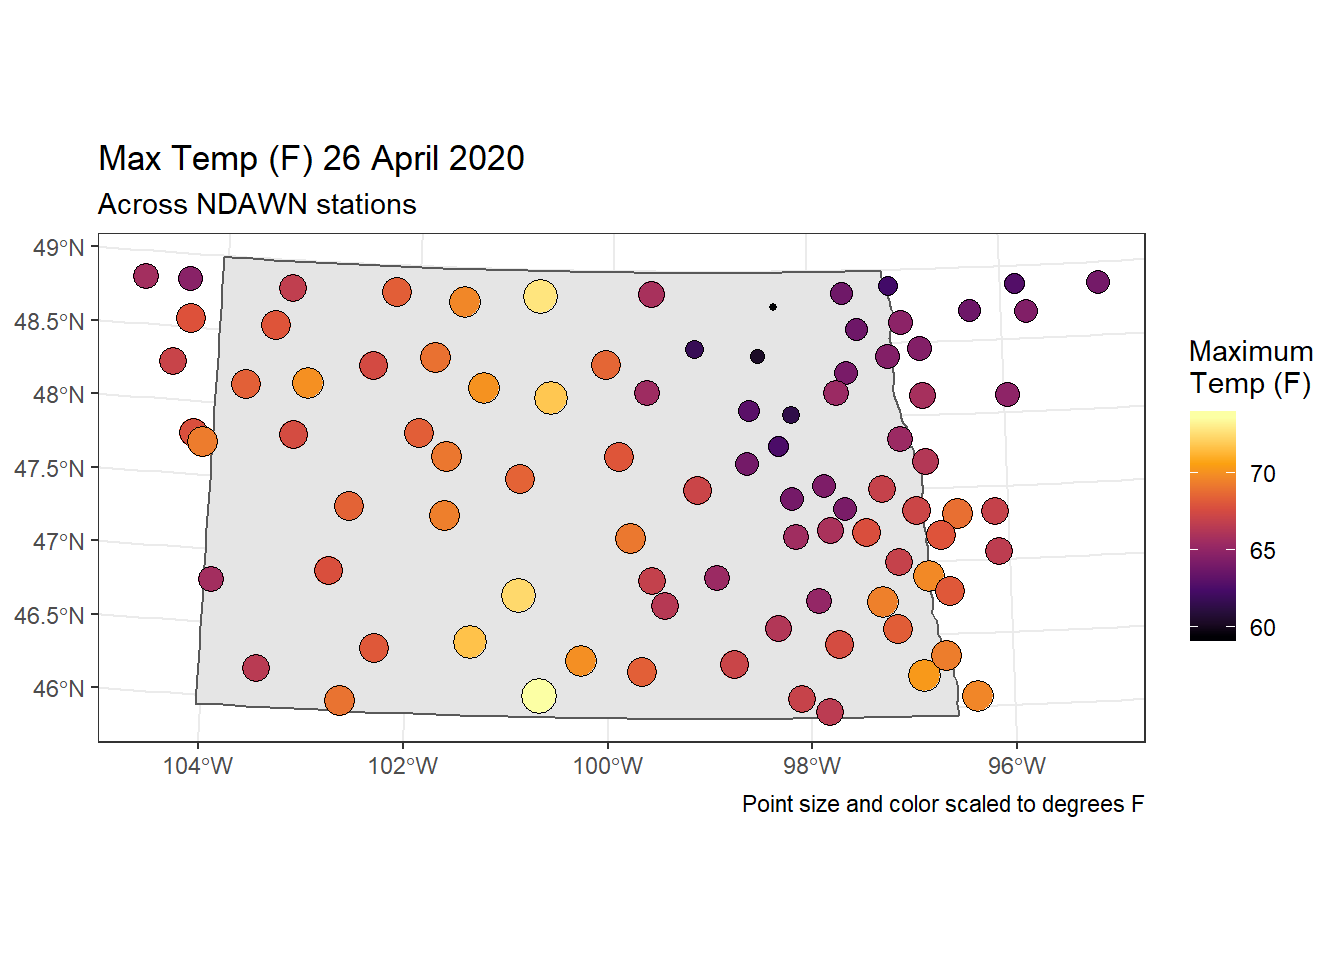 Max Temp (F) 26 April 2020
Across NDAWN stations
49°N
48.5°N
48°N
47.5°N
47°N
46.5°N
46°N
104°W
102°W
100°W
98°W
96°W
Point size and color scaled to degrees F
Maximum
Temp (F)
70
65
60